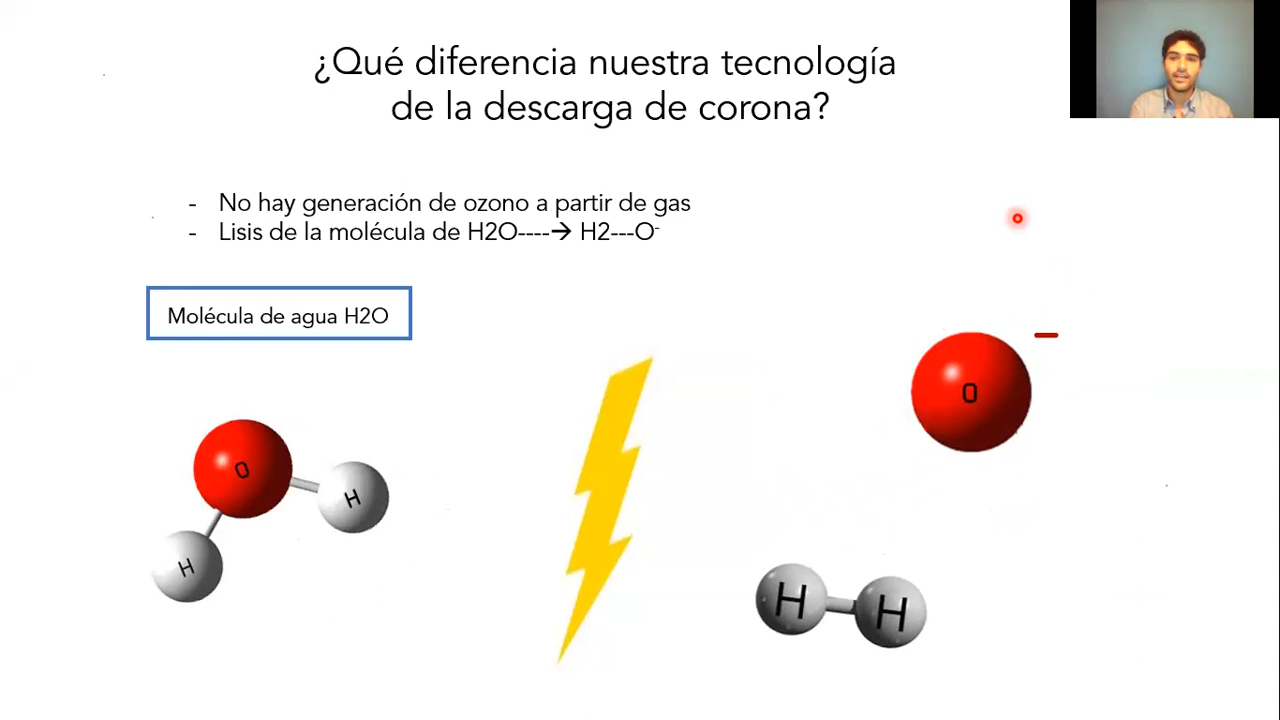 ¿Qué diferencia nuestra tecnología
de la descarga de corona?
- No hay generación de ozono a partir de gas
- Lisis de la molécula de H2O----→ H2---O⁻
Molécula de agua H2O
O
O
H
H
H H